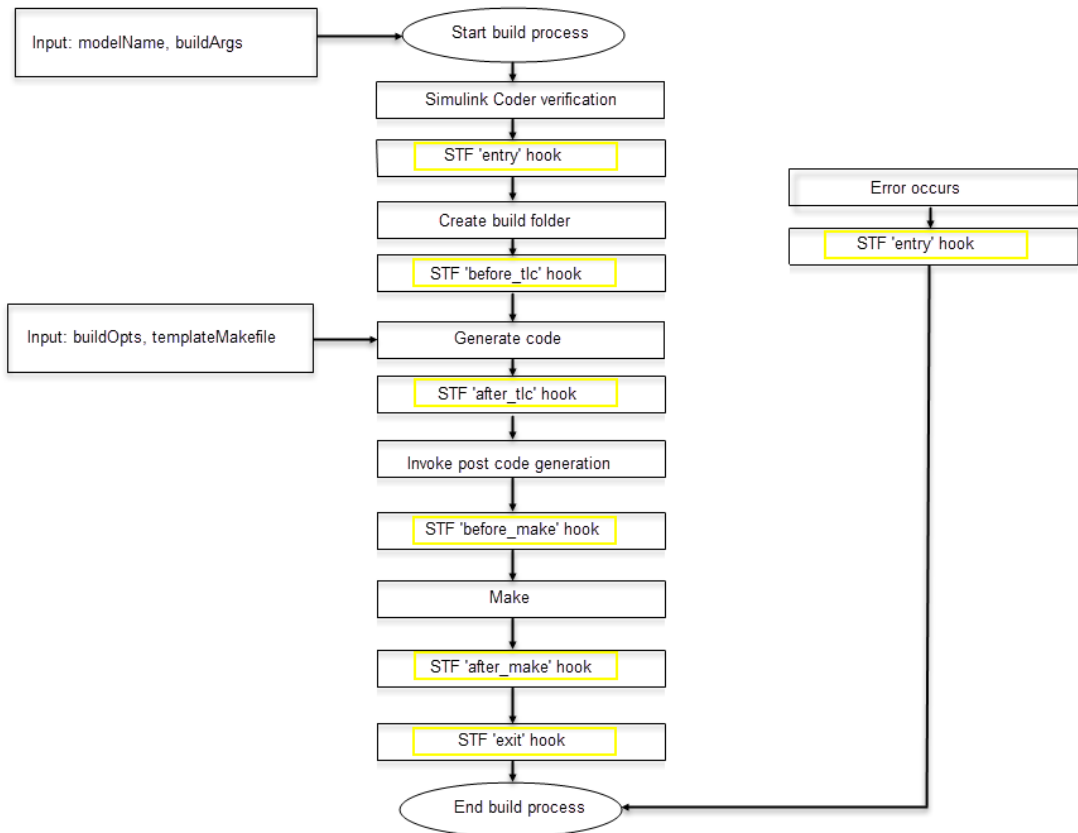 Input: modelName, buildArgs
Start build process
Simulink Coder verification
STF 'entry' hook
Create build folder
STF 'before_tlc' hook
Input: buildOpts, templateMakefile
Generate code
STF 'after_tlc' hook
Invoke post code generation
STF 'before_make' hook
Make
STF 'after_make' hook
STF 'exit' hook
End build process
Error occurs
STF 'entry' hook